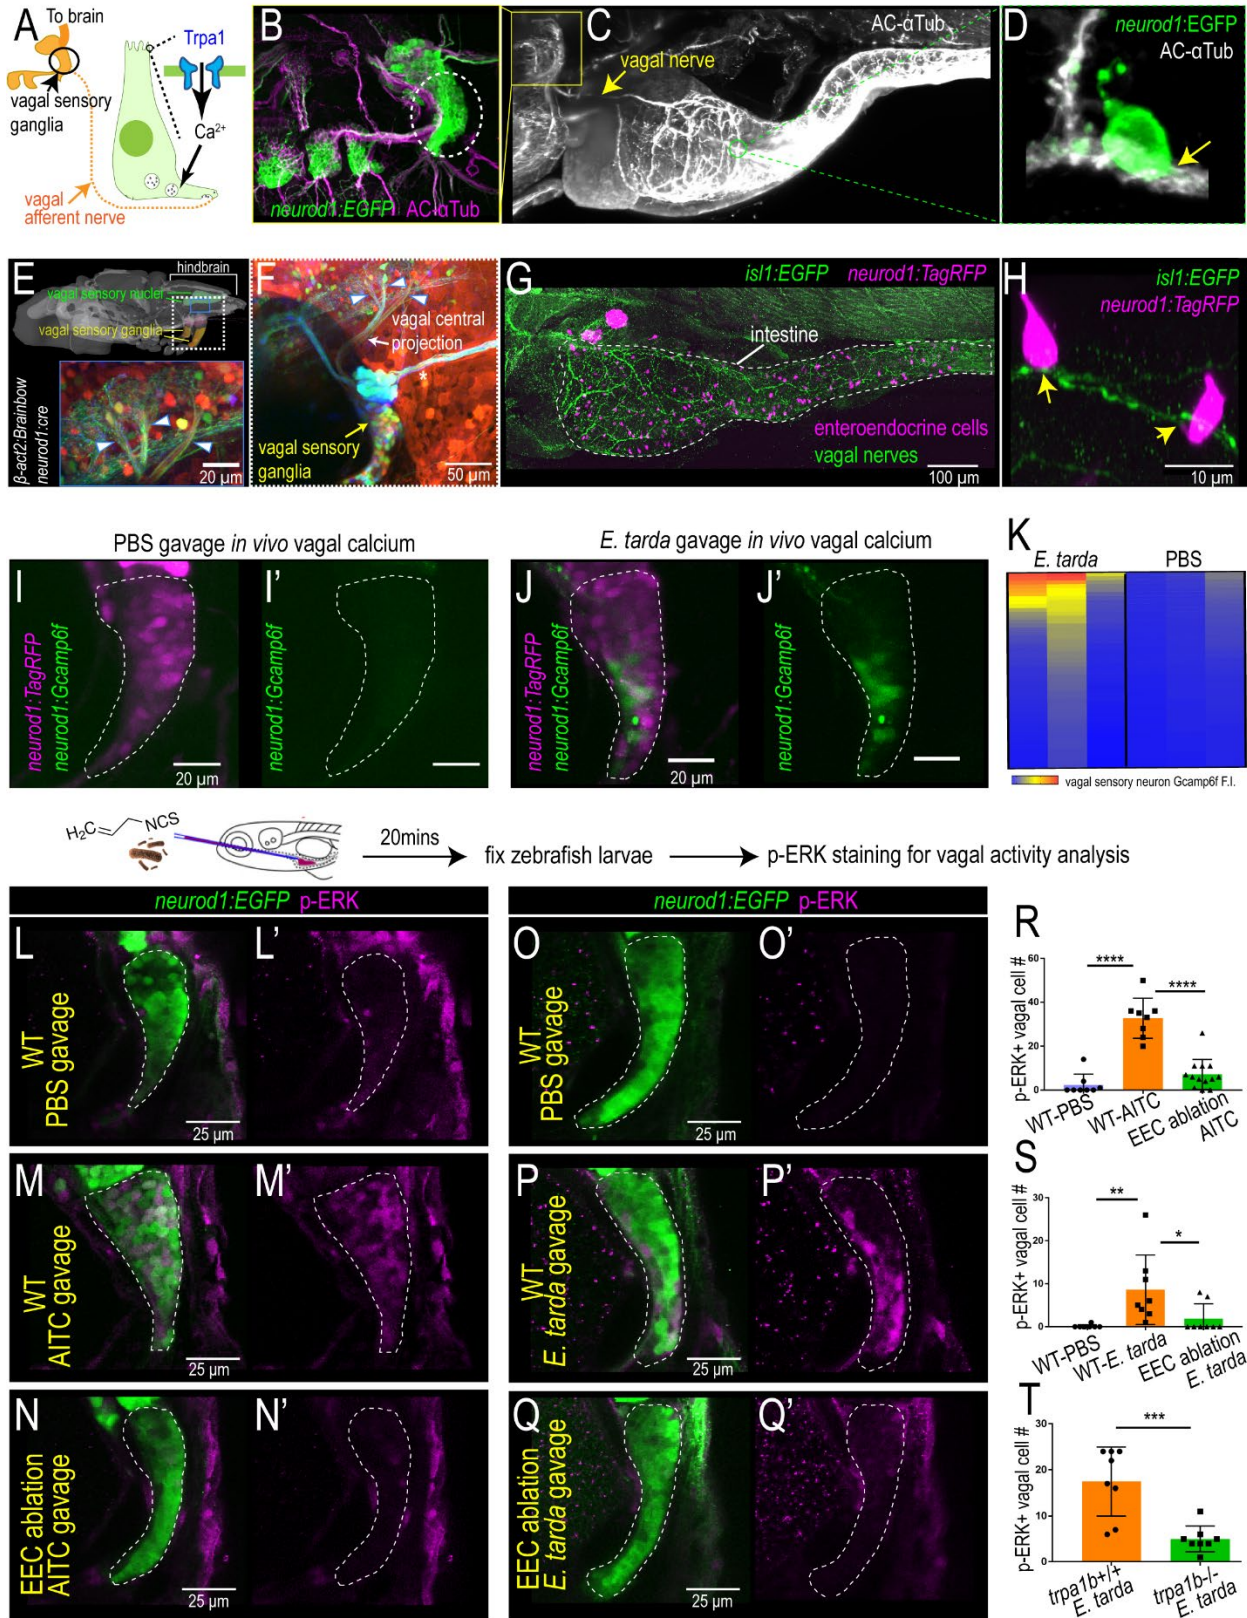 A
To brain
Trpa1
vagal sensory
ganglia
Ca²⁺
vagal
afferent nerve
B
neurod1:EGFP AC-αTub
C
AC-αTub
vagal nerve
D
neurod1:EGFP
AC-αTub
E
hindbrain
vagal sensory nuclei
vagal sensory ganglia
β-act2:Brainbow
neurod1:cre
20 µm
F
vagal central
projection
*
vagal sensory
ganglia
50 µm
G
isl1:EGFP neurod1:TagRFP
intestine
enteroendocrine cells
vagal nerves
100 µm
H
isl1:EGFP
neurod1:TagRFP
10 µm
PBS gavage in vivo vagal calcium
I
neurod1:TagRFP
neurod1:Gcamp6f
20 µm
I'
neurod1:Gcamp6f
E. tarda gavage in vivo vagal calcium
J
neurod1:TagRFP
neurod1:Gcamp6f
20 µm
J'
neurod1:Gcamp6f
K
E. tarda PBS
vagal sensory neuron Gcamp6f F.I.
H₂C NCS
20mins
fix zebrafish larvae
p-ERK staining for vagal activity analysis
neurod1:EGFP p-ERK
L
WT
PBS gavage
25 µm
L'
M
WT
AITC gavage
25 µm
M'
N
EEC ablation
AITC gavage
25 µm
N'
neurod1:EGFP p-ERK
O
WT
PBS gavage
25 µm
O'
P
WT
E. tarda gavage
25 µm
P'
Q
EEC ablation
E. tarda gavage
25 µm
Q'
R
p-ERK+ vagal cell #
60
40
20
0
****
****
WT-PBS
WT-AITC
EEC ablation
AITC
S
p-ERK+ vagal cell #
30
20
10
0
**
*
WT-PBS
WT-E. tarda
EEC ablation
E. tarda
T
p-ERK+ vagal cell #
30
20
10
0
***
trpa1b+/+
E. tarda
trpa1b-/-
E. tarda